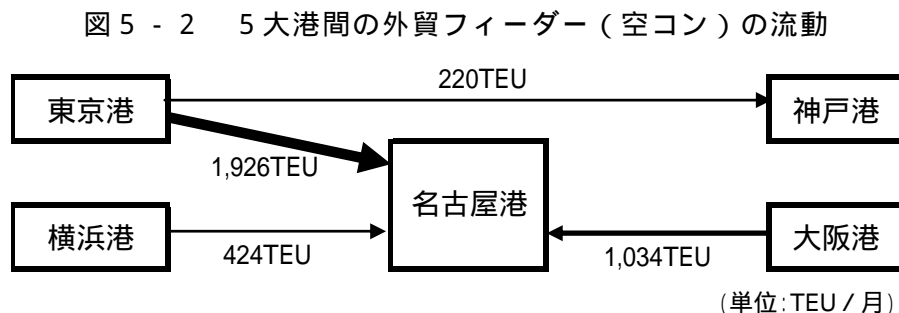 図5-2 5大港間の外貿フィーダー(空コン)の流動
220TEU
東京港
神戸港
1,926TEU
名古屋港
横浜港
424TEU
1,034TEU
大阪港
(単位:TEU/月)